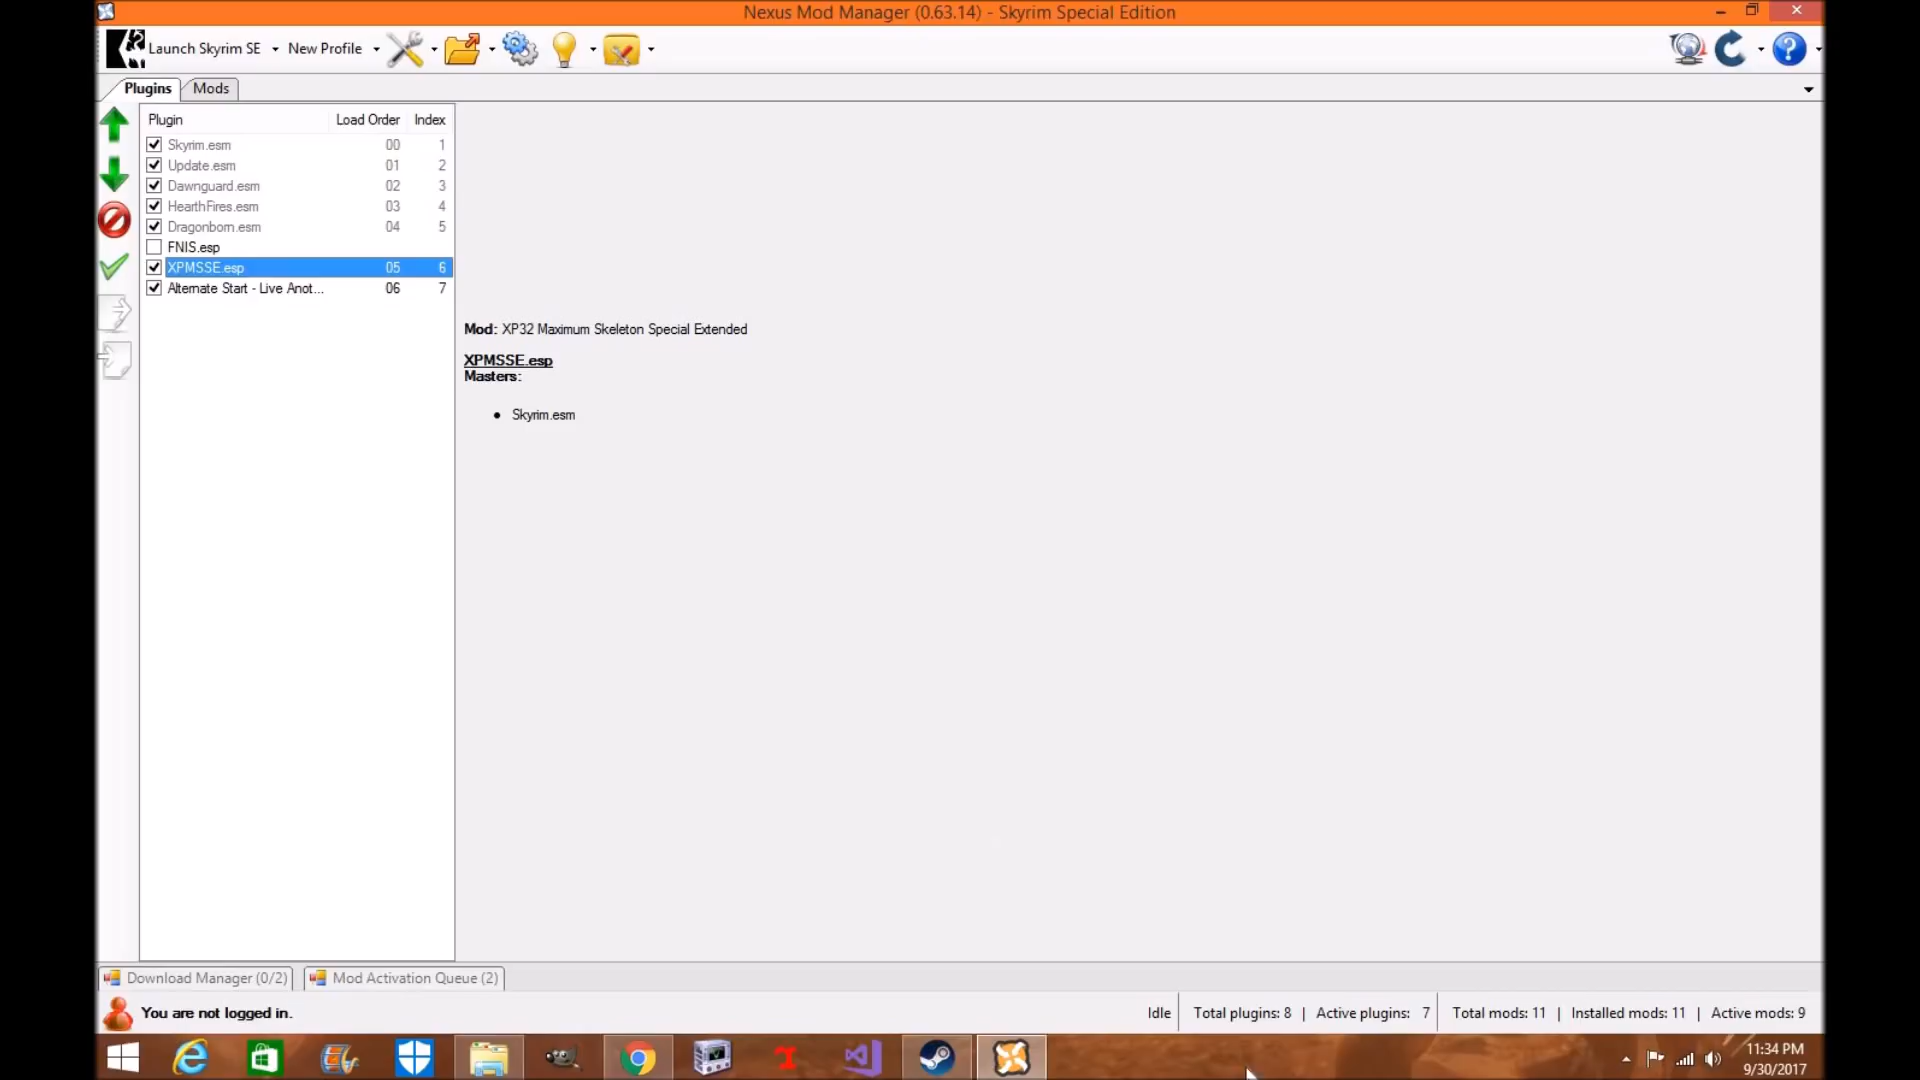 Nexus Mod Manager (0.63.14) - Skyrim Special Edition
Launch Skyrim SE New Profile
Plugins Mods
Plugin Load Order Index
Skyrim.esm 00 1
Update.esm 01 2
Dawnguard.esm 02 3
HearthFires.esm 03 4
Dragonborn.esm 04 5
FNIS.esp
XPMSSE.esp 05 6
Alternate Start - Live Anot... 06 7
Mod: XP32 Maximum Skeleton Special Extended
XPMSSE.esp
Masters:
• Skyrim.esm
Download Manager (0/2) Mod Activation Queue (2)
You are not logged in. Idle Total plugins: 8 | Active plugins: 7 Total mods: 11 | Installed mods: 11 | Active mods: 9
11:34 PM
9/30/2017